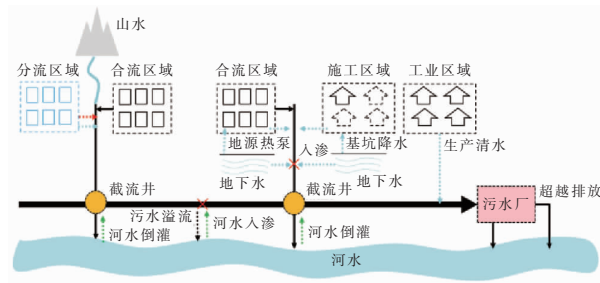 山水
分流区域
合流区域
合流区域
施工区域
工业区域
地源热泵
入渗
基坑降水
生产清水
地下水
地下水
截流井
截流井
污水厂
超越排放
污水溢流
河水入渗
河水倒灌
河水倒灌
河水